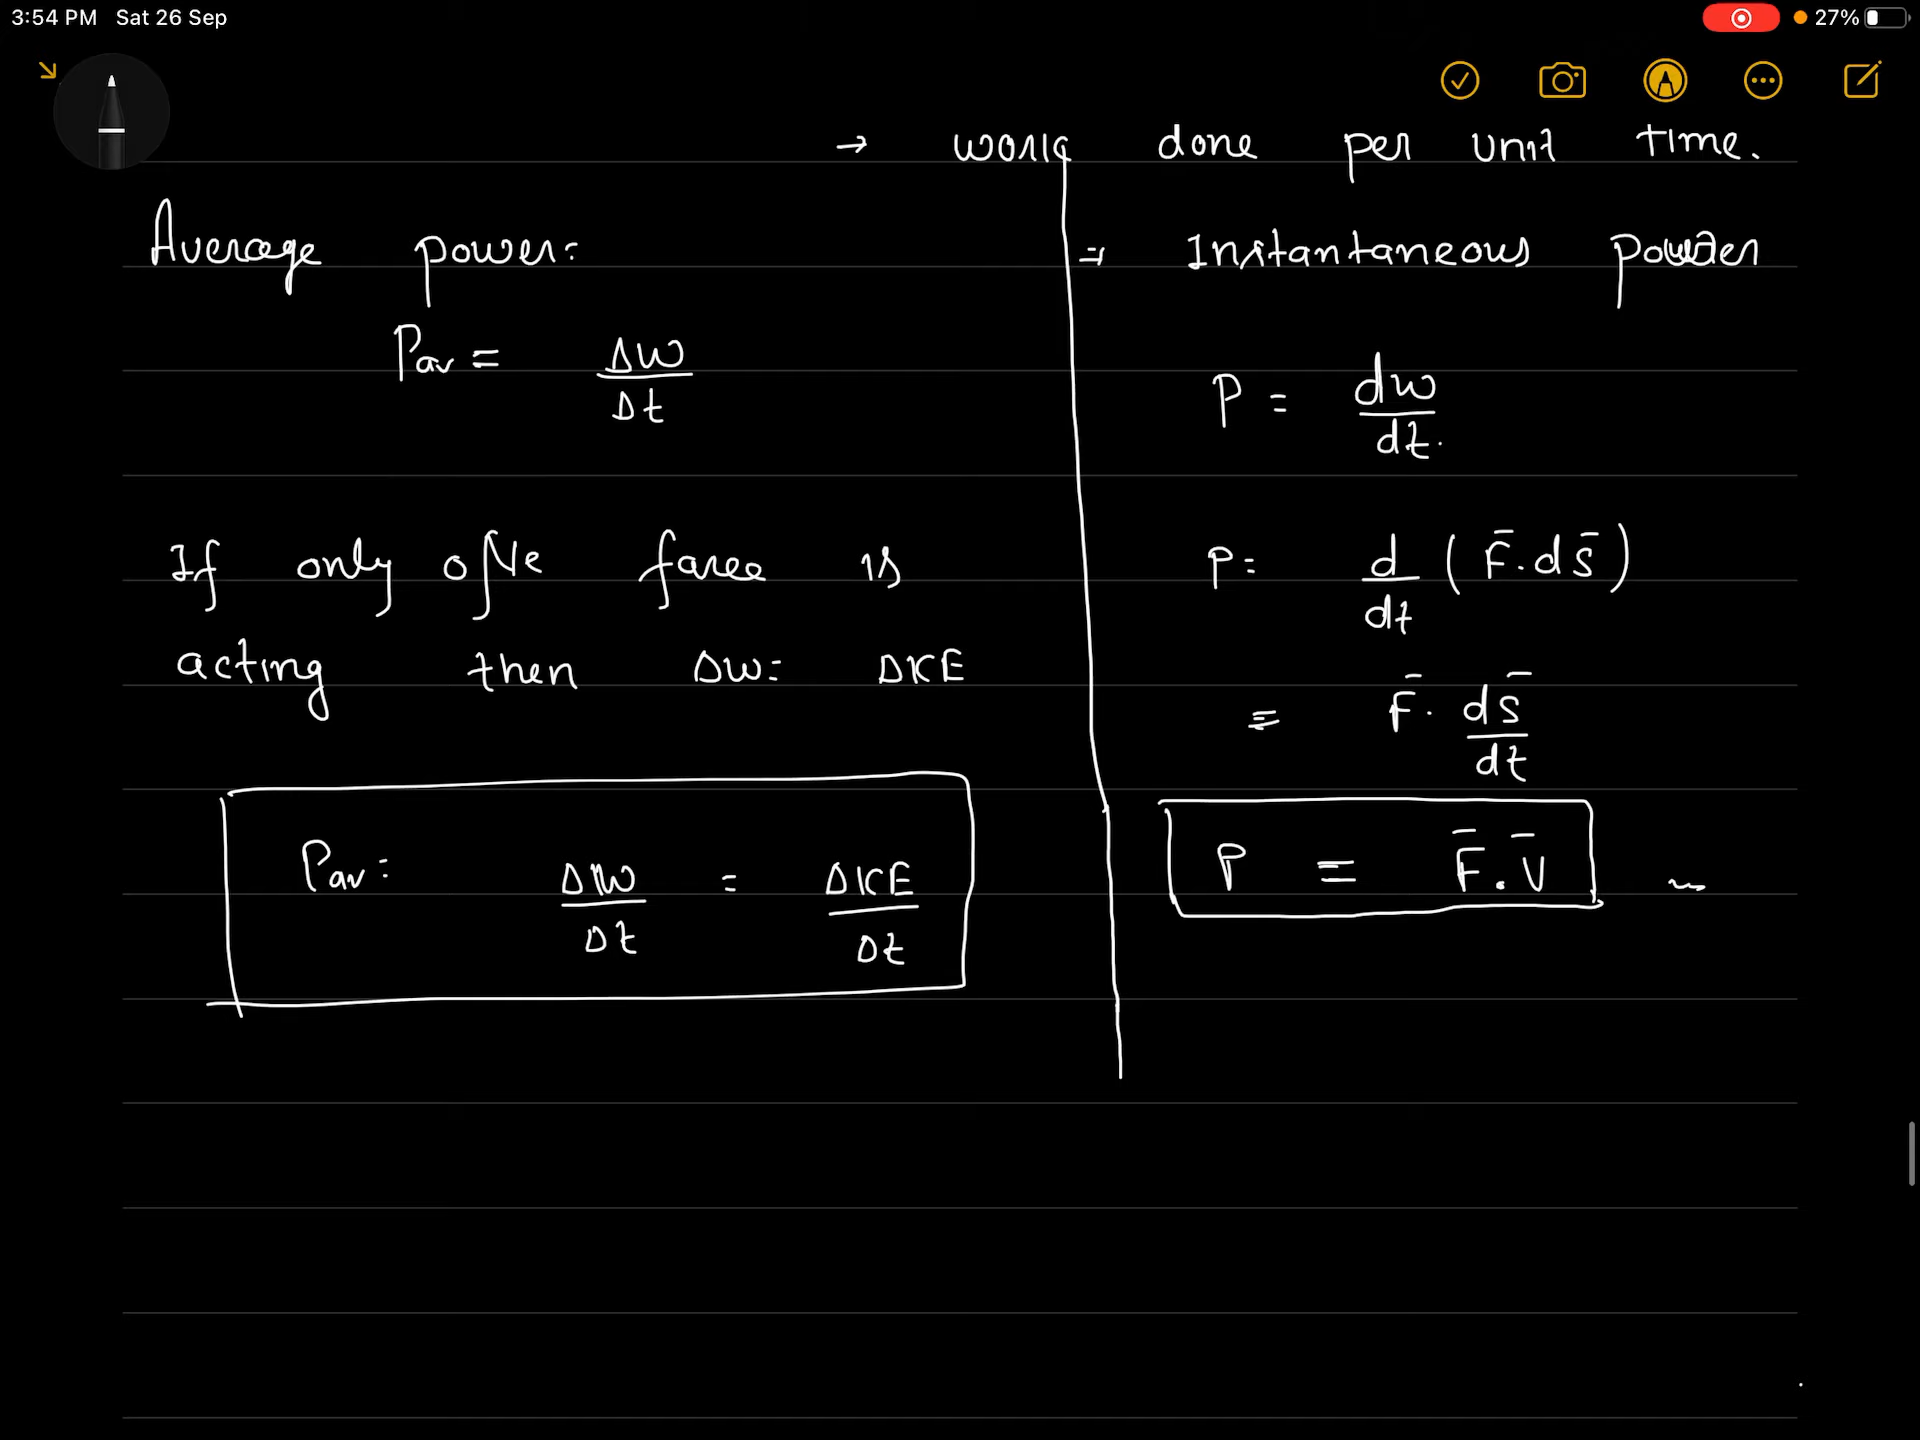 3:54 PM Sat 26 Sep
27%
→ work done per unit time.
Average power:
Pav = ΔW
Δt
If only one force is
acting then ΔW= ΔKE
Pav: ΔW = ΔKE
Δt Δt
⇒ Instantaneous power
P = dw
dt.
P= d (F̄.ds̄)
dt
= F̄. ds̄
dt
P = F̄.v̄